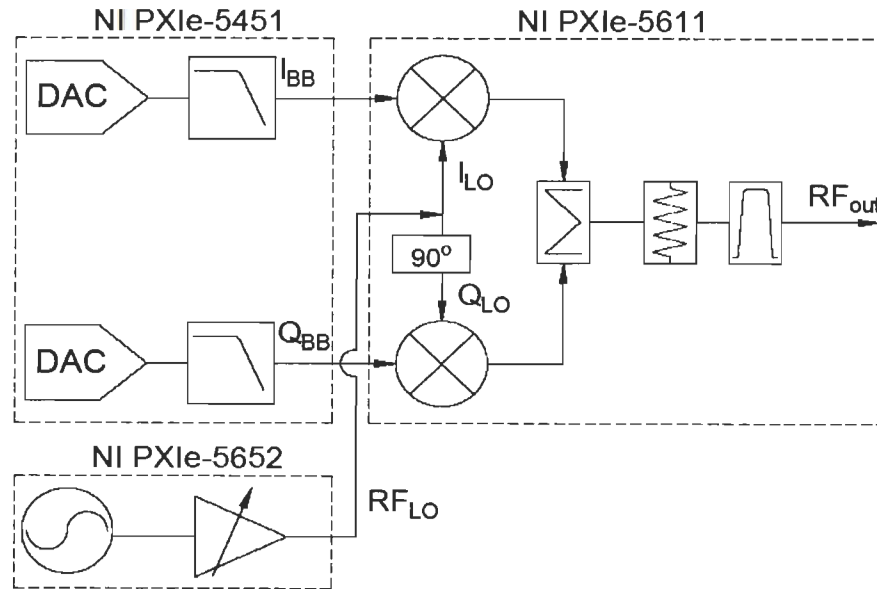 NI PXIe-5451
NI PXIe-5611
DAC
I_BB
I_LO
RF_out
90°
Q_LO
DAC
Q_BB
NI PXIe-5652
RF_LO